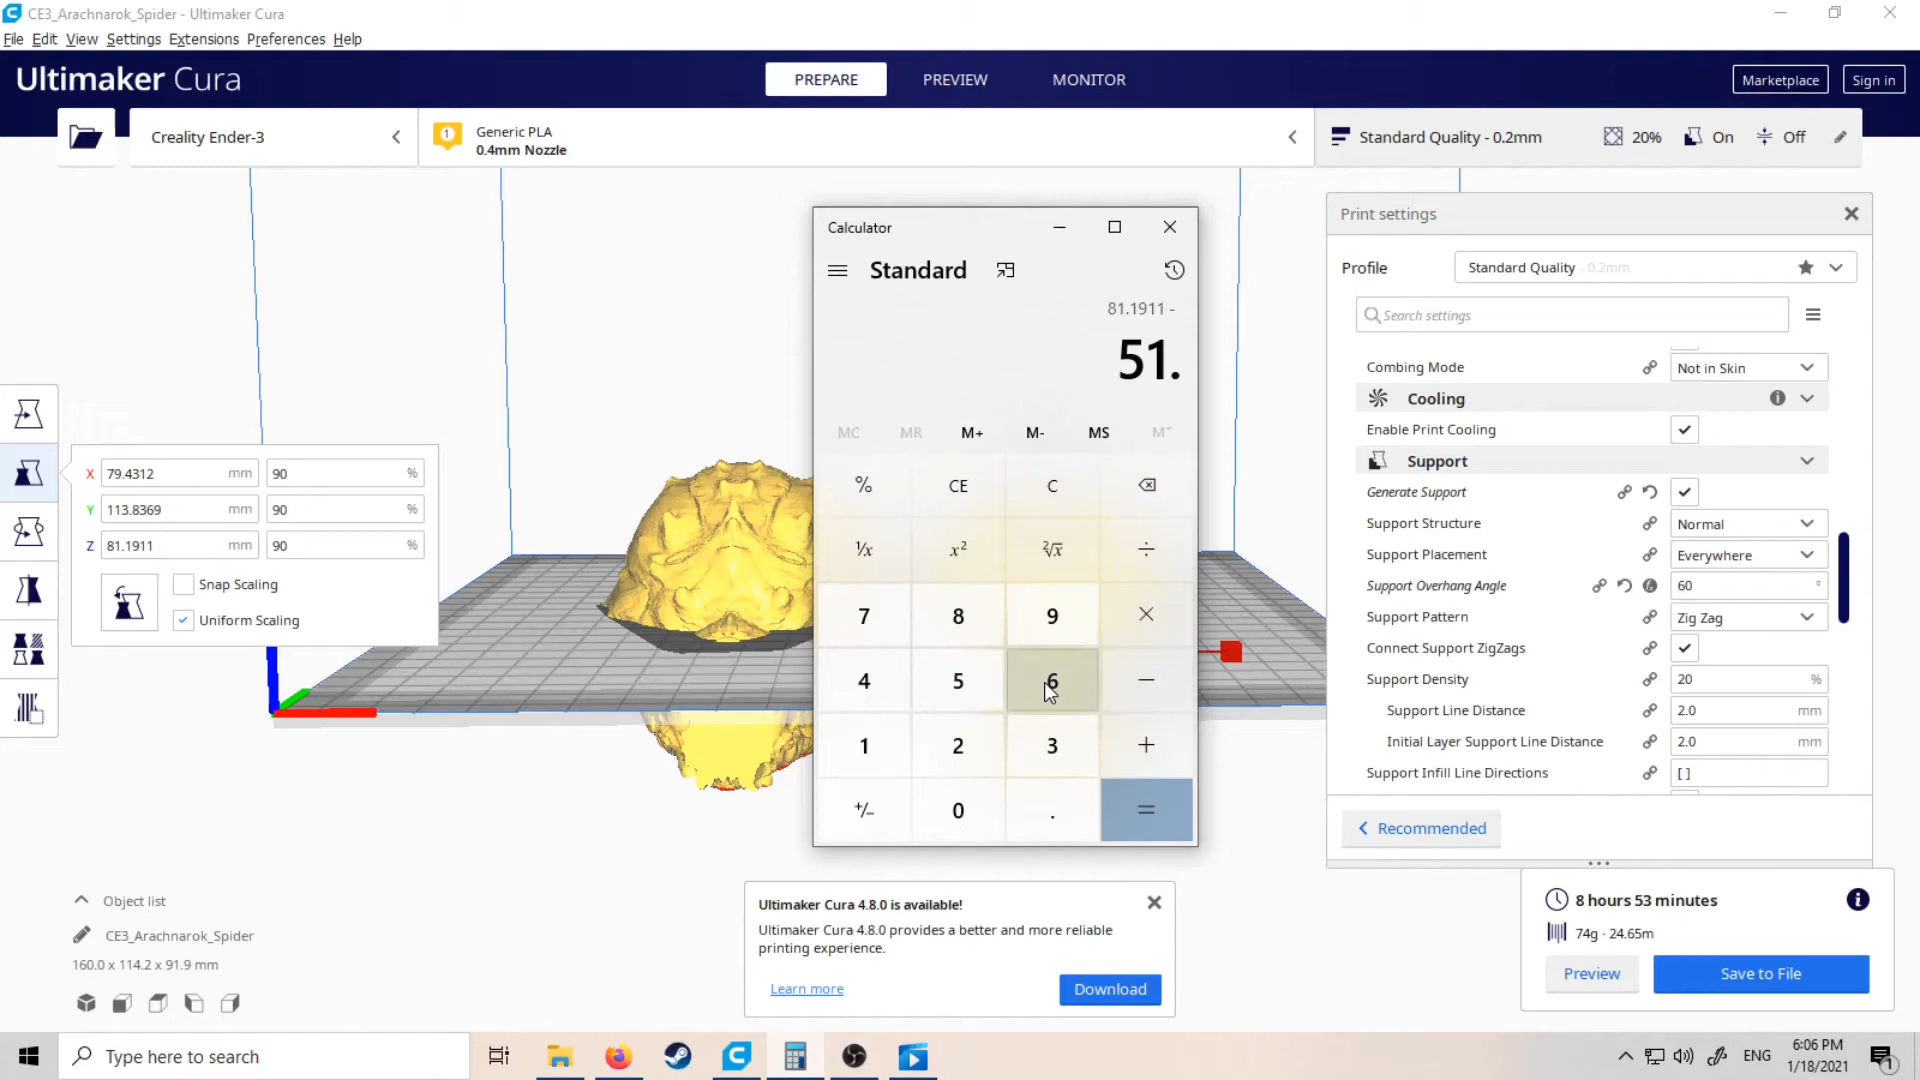 CE3_Arachnarok_Spider - Ultimaker Cura
File Edit View Settings Extensions Preferences Help
Ultimaker Cura
PREPARE
PREVIEW
MONITOR
Marketplace
Sign in
Creality Ender-3
1
Generic PLA
0.4mm Nozzle
Standard Quality - 0.2mm
20%
On
Off
Calculator
Standard
81.1911 -
51.
MC MR M+ M- MS M˅
% CE C
¹/x x² ²√x ÷
7 8 9 ×
4 5 6 −
1 2 3 +
+/− 0 . =
X 79.4312 mm 90 %
Y 113.8369 mm 90 %
Z 81.1911 mm 90 %
Snap Scaling
Uniform Scaling
Print settings
Profile
Standard Quality - 0.2mm
Search settings
Combing Mode Not in Skin
Cooling
Enable Print Cooling
Support
Generate Support
Support Structure Normal
Support Placement Everywhere
Support Overhang Angle 60 °
Support Pattern Zig Zag
Connect Support ZigZags
Support Density 20 %
Support Line Distance 2.0 mm
Initial Layer Support Line Distance 2.0 mm
Support Infill Line Directions [ ]
Recommended
Object list
CE3_Arachnarok_Spider
160.0 x 114.2 x 91.9 mm
Ultimaker Cura 4.8.0 is available!
Ultimaker Cura 4.8.0 provides a better and more reliable
printing experience.
Learn more
Download
8 hours 53 minutes
74g · 24.65m
Preview
Save to File
Type here to search
ENG
6:06 PM
1/18/2021
1